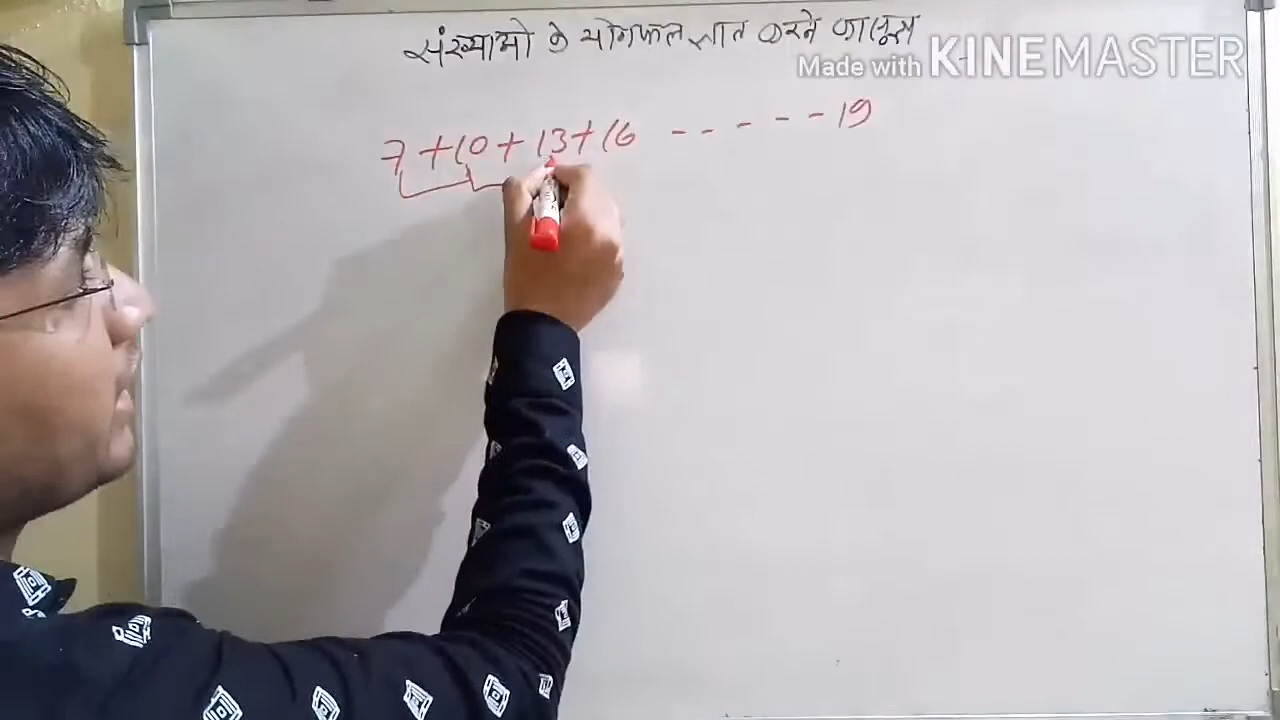 संख्याओ के योगफल ज्ञात करने का सूत्र
Made with KINEMASTER
7 + 10 + 13 + 16 - - - - - 19